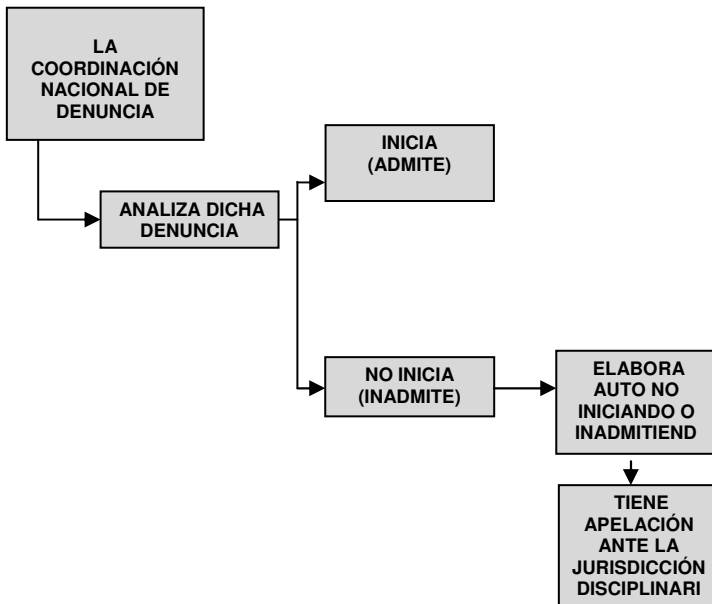 LA
COORDINACIÓN
NACIONAL DE
DENUNCIA
ANALIZA DICHA
DENUNCIA
INICIA
(ADMITE)
NO INICIA
(INADMITE)
ELABORA
AUTO NO
INICIANDO O
INADMITIEND
TIENE
APELACIÓN
ANTE LA
JURISDICCIÓN
DISCIPLINARI